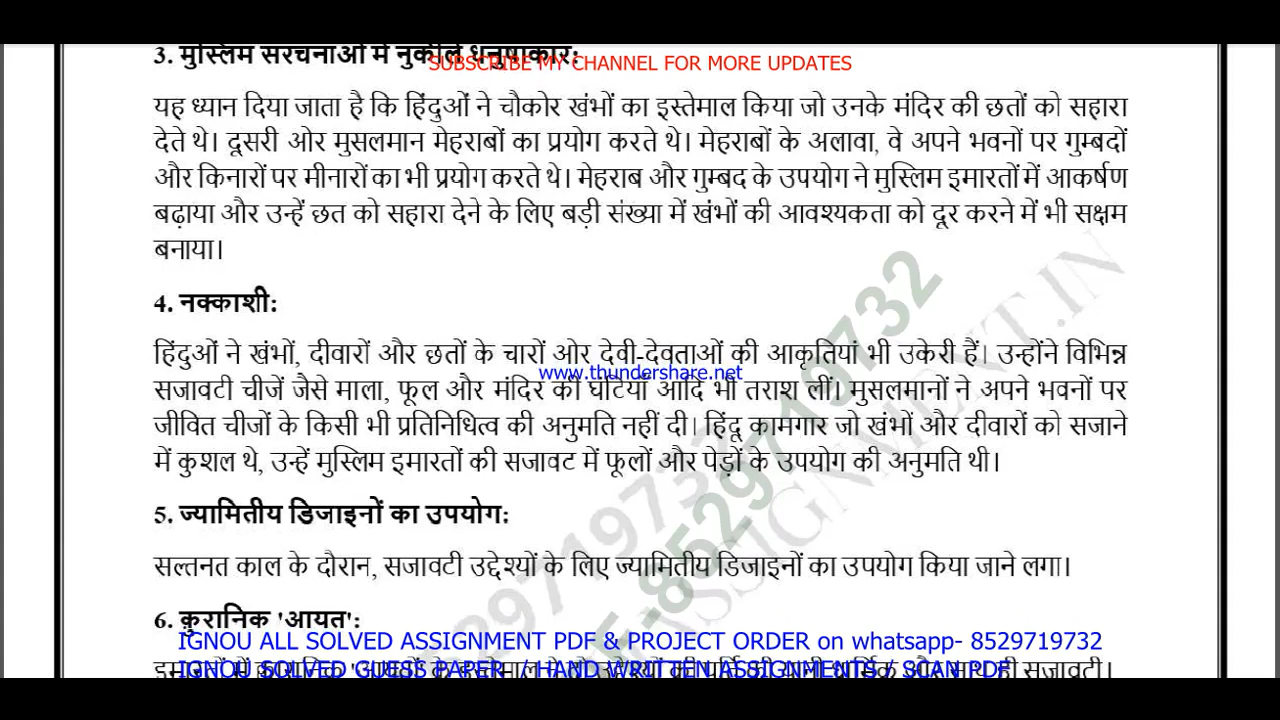 3. मुस्लिम संरचनाओं में नुकीले धनुषाकार:
SUBSCRIBE MY CHANNEL FOR MORE UPDATES
यह ध्यान दिया जाता है कि हिंदुओं ने चौकोर खंभों का इस्तेमाल किया जो उनके मंदिर की छतों को सहारा
देते थे। दूसरी ओर मुसलमान मेहराबों का प्रयोग करते थे। मेहराबों के अलावा, वे अपने भवनों पर गुम्बदों
और किनारों पर मीनारों का भी प्रयोग करते थे। मेहराब और गुम्बद के उपयोग ने मुस्लिम इमारतों में आकर्षण
बढ़ाया और उन्हें छत को सहारा देने के लिए बड़ी संख्या में खंभों की आवश्यकता को दूर करने में भी सक्षम
बनाया।
4. नक्काशी:
हिंदुओं ने खंभों, दीवारों और छतों के चारों ओर देवी-देवताओं की आकृतियां भी उकेरी हैं। उन्होंने विभिन्न
www.thundershare.net
सजावटी चीजें जैसे माला, फूल और मंदिर की घंटियां आदि भी तराश लीं। मुसलमानों ने अपने भवनों पर
जीवित चीजों के किसी भी प्रतिनिधित्व की अनुमति नहीं दी। हिंदू कामगार जो खंभों और दीवारों को सजाने
में कुशल थे, उन्हें मुस्लिम इमारतों की सजावट में फूलों और पेड़ों के उपयोग की अनुमति थी।
5. ज्यामितीय डिजाइनों का उपयोग:
सल्तनत काल के दौरान, सजावटी उद्देश्यों के लिए ज्यामितीय डिजाइनों का उपयोग किया जाने लगा।
6. क़ुरानिक 'आयत':
IGNOU ALL SOLVED ASSIGNMENT PDF & PROJECT ORDER on whatsapp- 8529719732
IGNOU SOLVED GUESS PAPER / HAND WRITTEN ASSIGNMENTS / SCAN PDF
8529719732
F-8529719732
ASSIGNMENT.IN